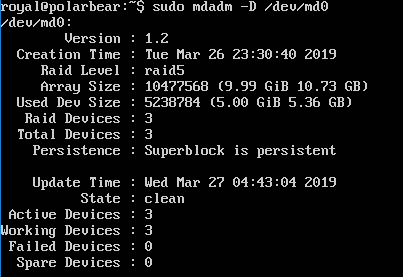 royal@polarbear:~$ sudo mdadm -D /dev/md0
/dev/md0:
Version : 1.2
Creation Time : Tue Mar 26 23:30:40 2019
Raid Level : raid5
Array Size : 10477568 (9.99 GiB 10.73 GB)
Used Dev Size : 5238784 (5.00 GiB 5.36 GB)
Raid Devices : 3
Total Devices : 3
Persistence : Superblock is persistent
Update Time : Wed Mar 27 04:43:04 2019
State : clean
Active Devices : 3
Working Devices : 3
Failed Devices : 0
Spare Devices : 0